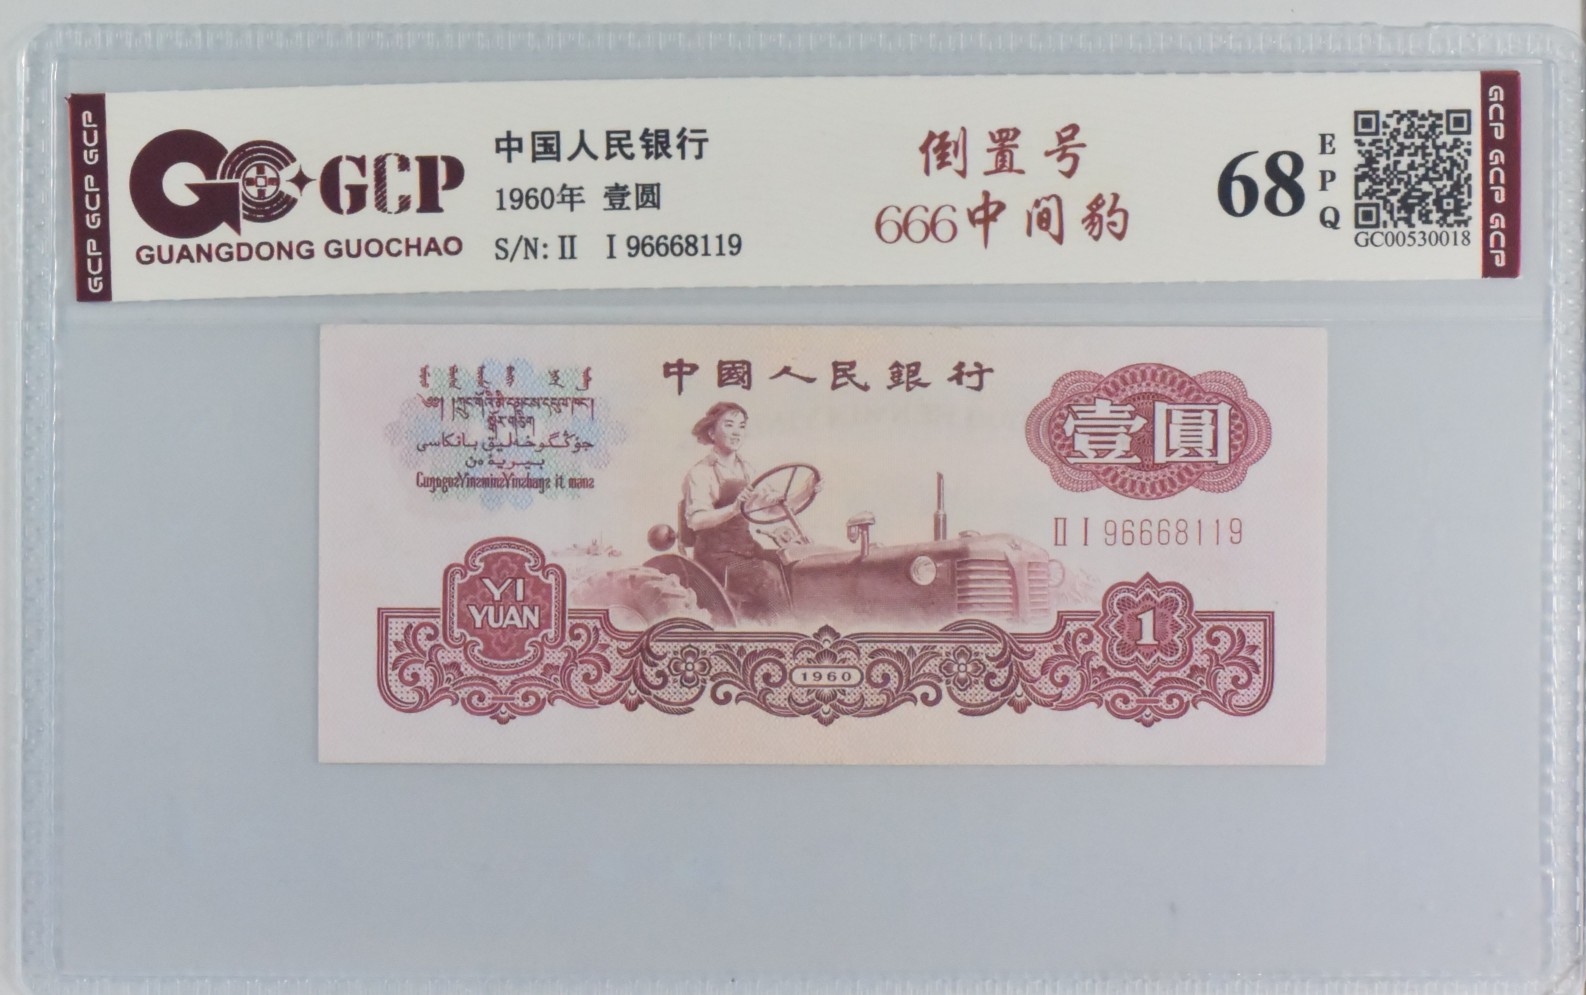 GCP GCP GCP
GCP
GUANGDONG GUOCHAO
中国人民银行
1960年 壹圆
S/N: II I 96668119
倒置号
666中间豹
68
EPQ
GC00530018
GCP GCP GCP
中國人民銀行
壹圓
II I 96668119
YI
YUAN
1960
1